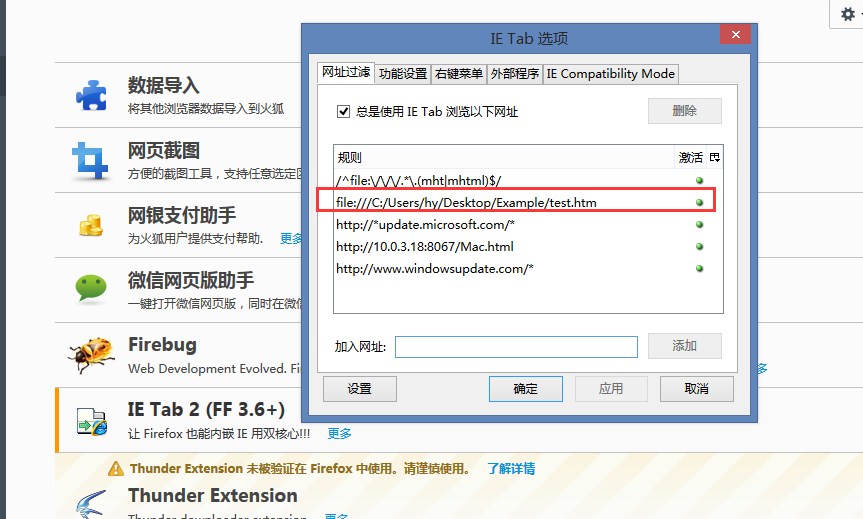 IE Tab 选项
网址过滤 功能设置 右键菜单 外部程序 IE Compatibility Mode
总是使用 IE Tab 浏览以下网址
删除
规则 激活
/^file:\/\/\/.*\.(mht|mhtml)$/
file:///C:/Users/hy/Desktop/Example/test.htm
http://*update.microsoft.com/*
http://10.0.3.18:8067/Mac.html
http://www.windowsupdate.com/*
加入网址:
添加
设置 确定 应用 取消
数据导入
将其他浏览器数据导入到火狐
网页截图
方便的截图工具，支持任意选定
网银支付助手
为火狐用户提供支付帮助. 更多
微信网页版助手
一键打开微信网页版，同时在微信
Firebug
Web Development Evolved. Fi
多
IE Tab 2 (FF 3.6+)
让 Firefox 也能内嵌 IE 用双核心!!! 更多
Thunder Extension 未被验证在 Firefox 中使用。请谨慎使用。 了解详情
Thunder Extension
Thunder downloader extension 更多